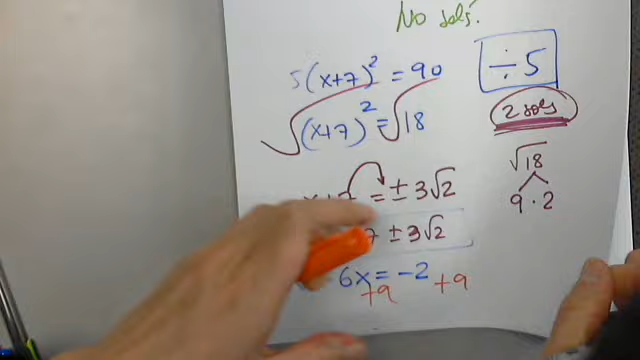 No sols.
5(x+7)² = 90
÷5
√(x+7)² = √18
2 sols
√18
9 · 2
= ± 3√2
7 ± 3√2
6x = -2
+9 +9